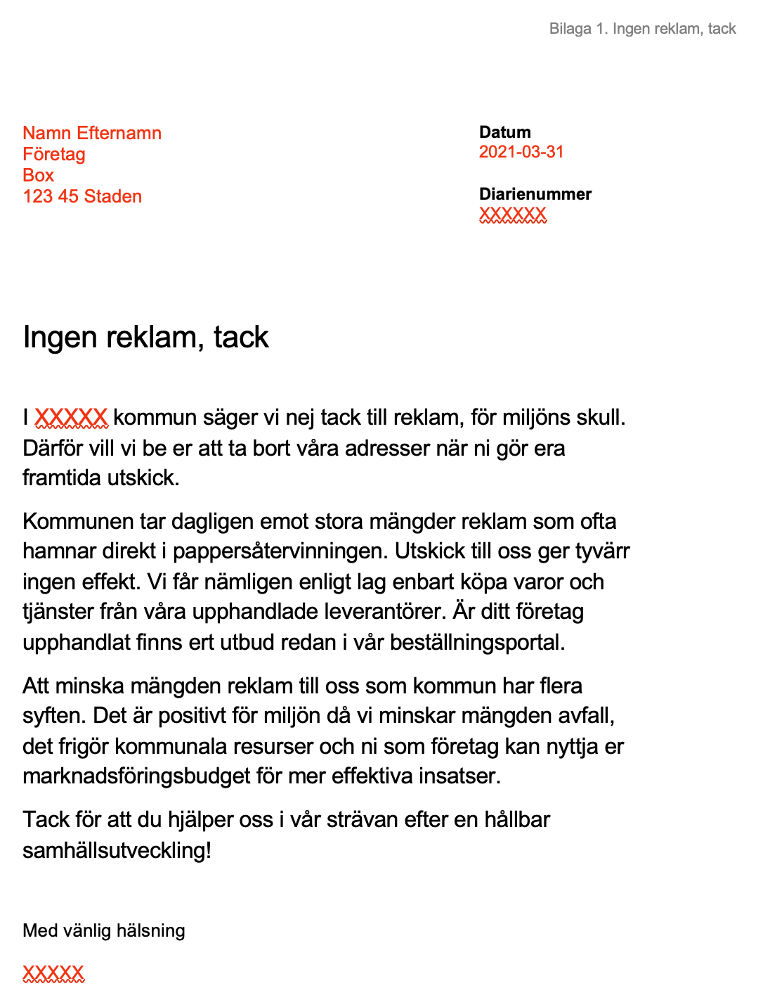 Bilaga 1. Ingen reklam, tack
Namn Efternamn
Företag
Box
123 45 Staden
Datum
2021-03-31
Diarienummer
XXXXXX
Ingen reklam, tack
I XXXXX kommun säger vi nej tack till reklam, för miljöns skull.
Därför vill vi be er att ta bort våra adresser när ni gör era
framtida utskick.
Kommunen tar dagligen emot stora mängder reklam som ofta
hamnar direkt i pappersåtervinningen. Utskick till oss ger tyvärr
ingen effekt. Vi får nämligen enligt lag enbart köpa varor och
tjänster från våra upphandlade leverantörer. Är ditt företag
upphandlat finns ert utbud redan i vår beställningsportal.
Att minska mängden reklam till oss som kommun har flera
syften. Det är positivt för miljön då vi minskar mängden avfall,
det frigör kommunala resurser och ni som företag kan nyttja er
marknadsföringsbudget för mer effektiva insatser.
Tack för att du hjälper oss i vår strävan efter en hållbar
samhällsutveckling!
Med vänlig hälsning
XXXXX